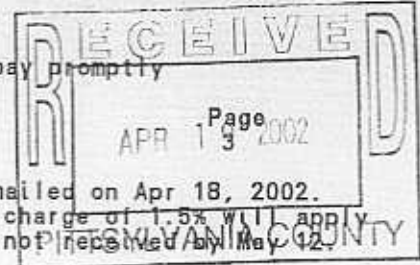 RECEIVED
pay promptly
Page
APR 1 2002
3
mailed on Apr 18, 2002.
charge of 1.5% will apply
not received by May 12.
PITTSYLVANIA COUNTY